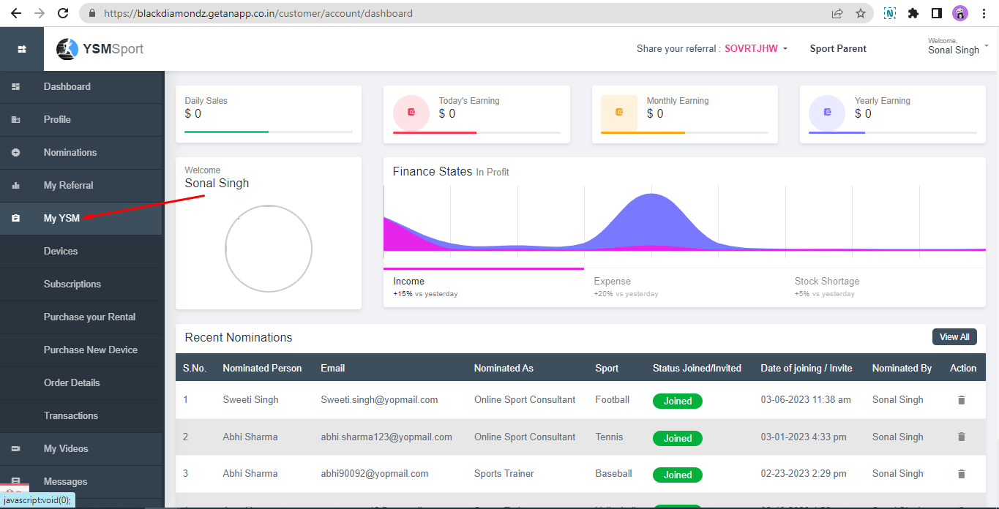 https://blackdiamondz.getanapp.co.in/customer/account/dashboard
YSMSport
Share your referral : SOVRTJHW
Sport Parent
Welcome,
Sonal Singh
Dashboard
Profile
Nominations
My Referral
My YSM
Devices
Subscriptions
Purchase your Rental
Purchase New Device
Order Details
Transactions
My Videos
Messages
javascript:void(0);
Daily Sales
$ 0
Today's Earning
$ 0
Monthly Earning
$ 0
Yearly Earning
$ 0
Welcome
Sonal Singh
Finance States In Profit
Income
+15% vs yesterday
Expense
+20% vs yesterday
Stock Shortage
+5% vs yesterday
Recent Nominations
View All
S.No. Nominated Person Email Nominated As Sport Status Joined/Invited Date of joining / Invite Nominated By Action
1 Sweeti Singh Sweeti.singh@yopmail.com Online Sport Consultant Football Joined 03-06-2023 11:38 am Sonal Singh
2 Abhi Sharma abhi.sharma123@yopmail.com Online Sport Consultant Tennis Joined 03-01-2023 4:33 pm Sonal Singh
3 Abhi Sharma abhi90092@yopmail.com Sports Trainer Baseball Joined 02-23-2023 2:29 pm Sonal Singh